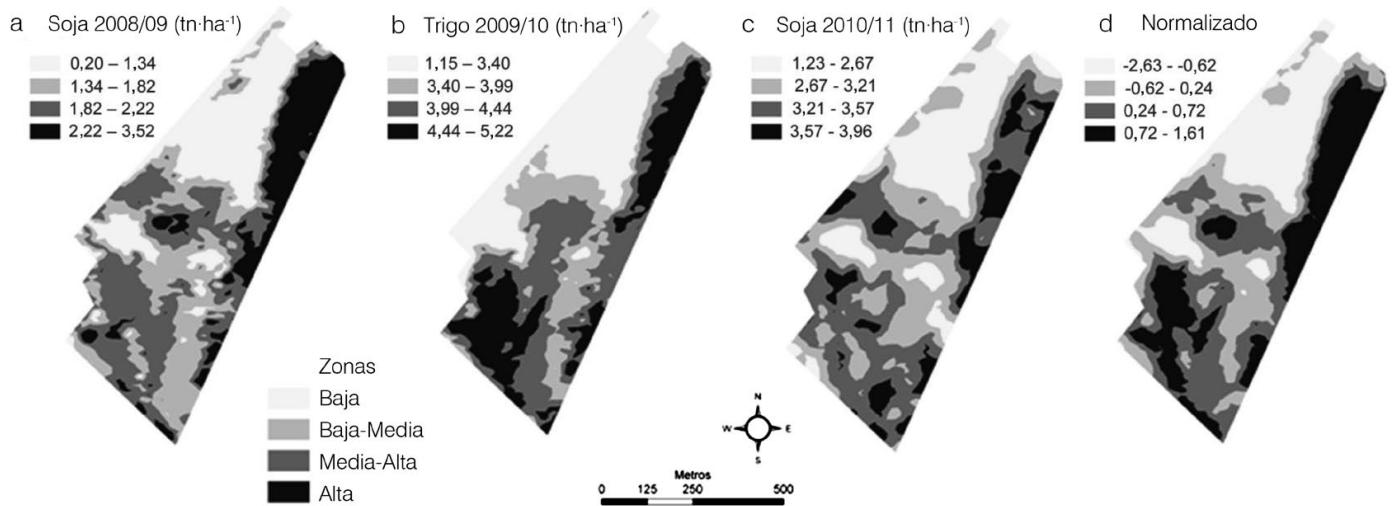 a Soja 2008/09 (tn·ha⁻¹)
0,20 – 1,34
1,34 – 1,82
1,82 – 2,22
2,22 – 3,52
b Trigo 2009/10 (tn·ha⁻¹)
1,15 – 3,40
3,40 – 3,99
3,99 – 4,44
4,44 – 5,22
c Soja 2010/11 (tn·ha⁻¹)
1,23 - 2,67
2,67 - 3,21
3,21 - 3,57
3,57 - 3,96
d Normalizado
-2,63 - -0,62
-0,62 - 0,24
0,24 - 0,72
0,72 - 1,61
Zonas
Baja
Baja-Media
Media-Alta
Alta
N
W E
S
Metros
0 125 250 500